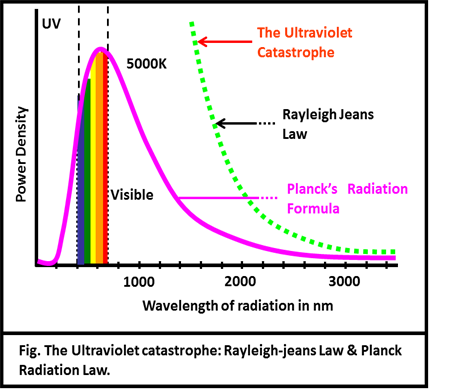 UV
The Ultraviolet
Catastrophe
5000K
Rayleigh Jeans
Law
Visible
Planck's Radiation
Formula
Power Density
1000 2000 3000
Wavelength of radiation in nm
Fig. The Ultraviolet catastrophe: Rayleigh-jeans Law & Planck
Radiation Law.